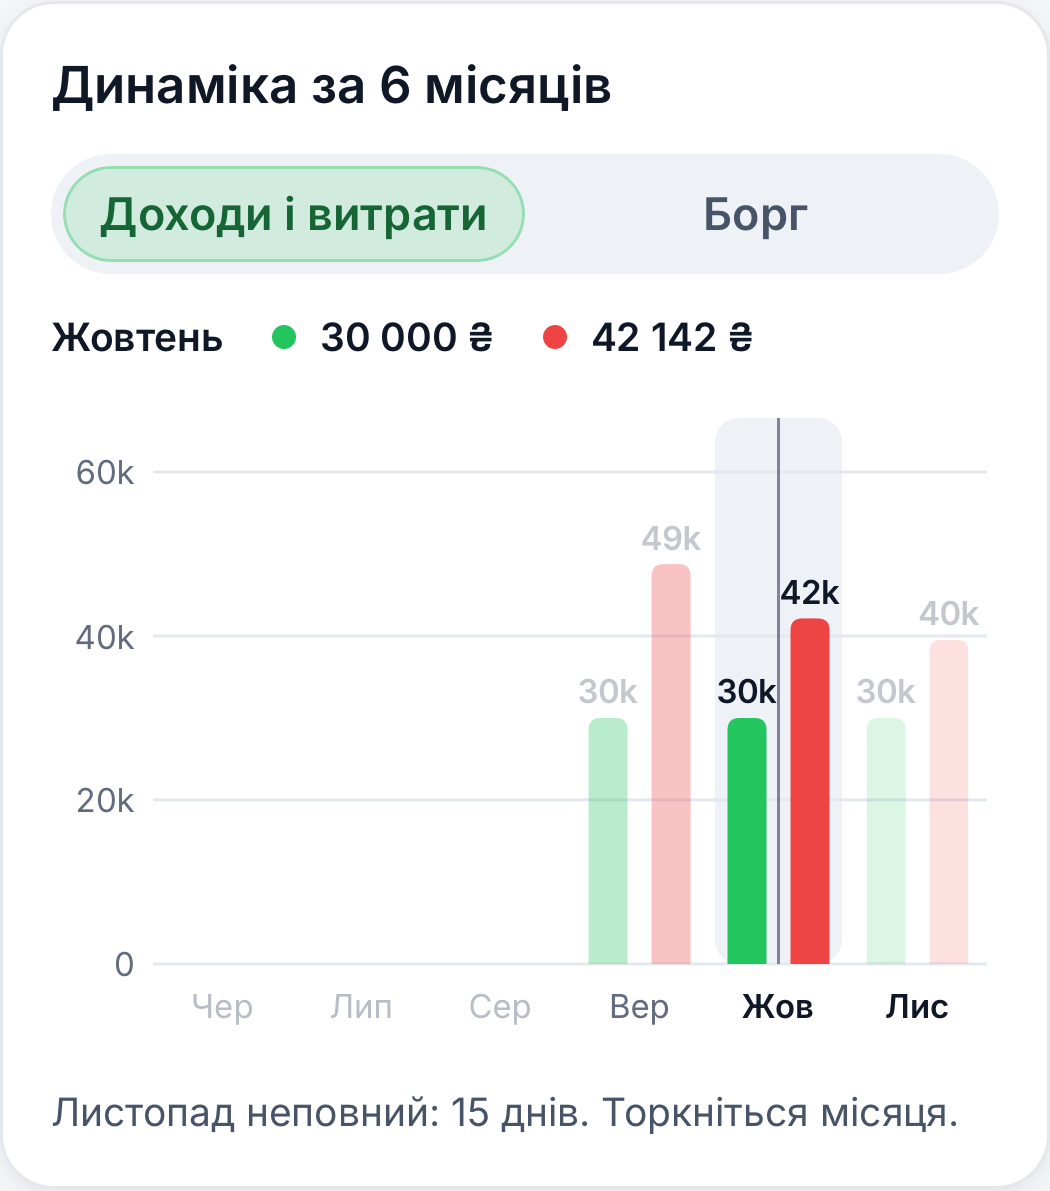 Динаміка за 6 місяців
Доходи і витрати Борг
Жовтень 30 000 ₴ 42 142 ₴
60k
49k
42k
40k
40k
30k 30k 30k
20k
0
Чер Лип Сер Вер Жов Лис
Листопад неповний: 15 днів. Торкніться місяця.